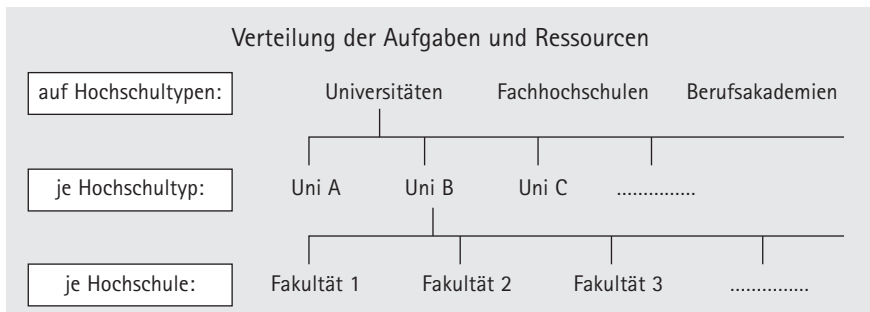 Verteilung der Aufgaben und Ressourcen
auf Hochschultypen: Universitäten Fachhochschulen Berufsakademien
je Hochschultyp: Uni A Uni B Uni C ...............
je Hochschule: Fakultät 1 Fakultät 2 Fakultät 3 ...............